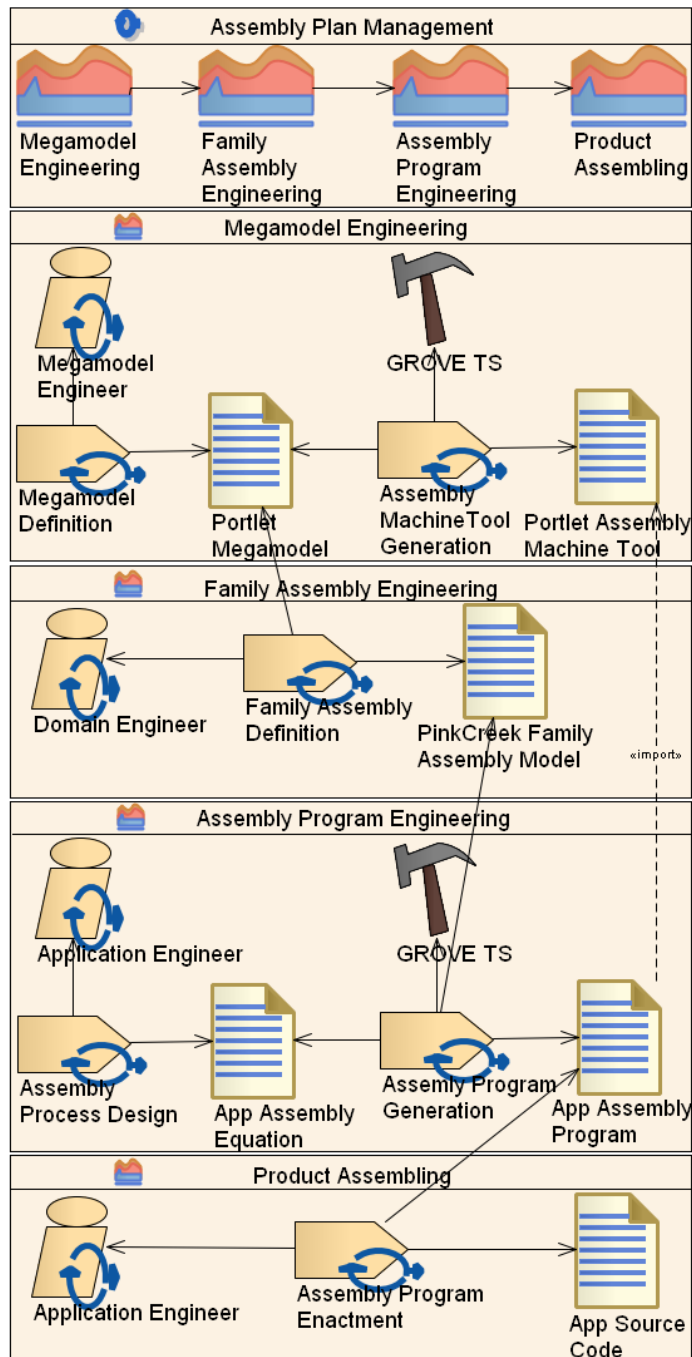 Assembly Plan Management
Megamodel
Engineering
Family
Assembly
Engineering
Assembly
Program
Engineering
Product
Assembling
Megamodel Engineering
Megamodel
Engineer
GROVE TS
Megamodel
Definition
Portlet
Megamodel
Assembly
MachineTool
Generation
Portlet Assembly
Machine Tool
Family Assembly Engineering
Domain Engineer
Family Assembly
Definition
PinkCreek Family
Assembly Model
«import»
Assembly Program Engineering
Application Engineer
GROVE TS
Assembly
Process Design
App Assembly
Equation
Assemly Program
Generation
App Assembly
Program
Product Assembling
Application Engineer
Assembly Program
Enactment
App Source
Code